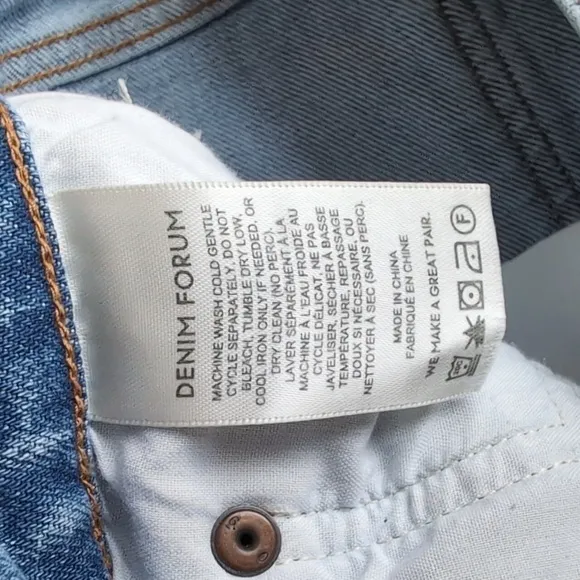 DENIM FORUM
MACHINE WASH COLD GENTLE
CYCLE SEPARATELY. DO NOT
BLEACH, TUMBLE DRY LOW.
COOL IRON ONLY IF NEEDED. OR
DRY CLEAN (NO PERC).
LAVER SÉPARÉMENT À LA
MACHINE À L'EAU FROIDE AU
CYCLE DÉLICAT. NE PAS
JAVELISER, SÉCHER À BASSE
TEMPÉRATURE, REPASSAGE
DOUX SI NÉCESSAIRE. OU
NETTOYER À SEC (SANS PERC).
MADE IN CHINA
FABRIQUÉ EN CHINE
WE MAKE A GREAT PAIR.
F